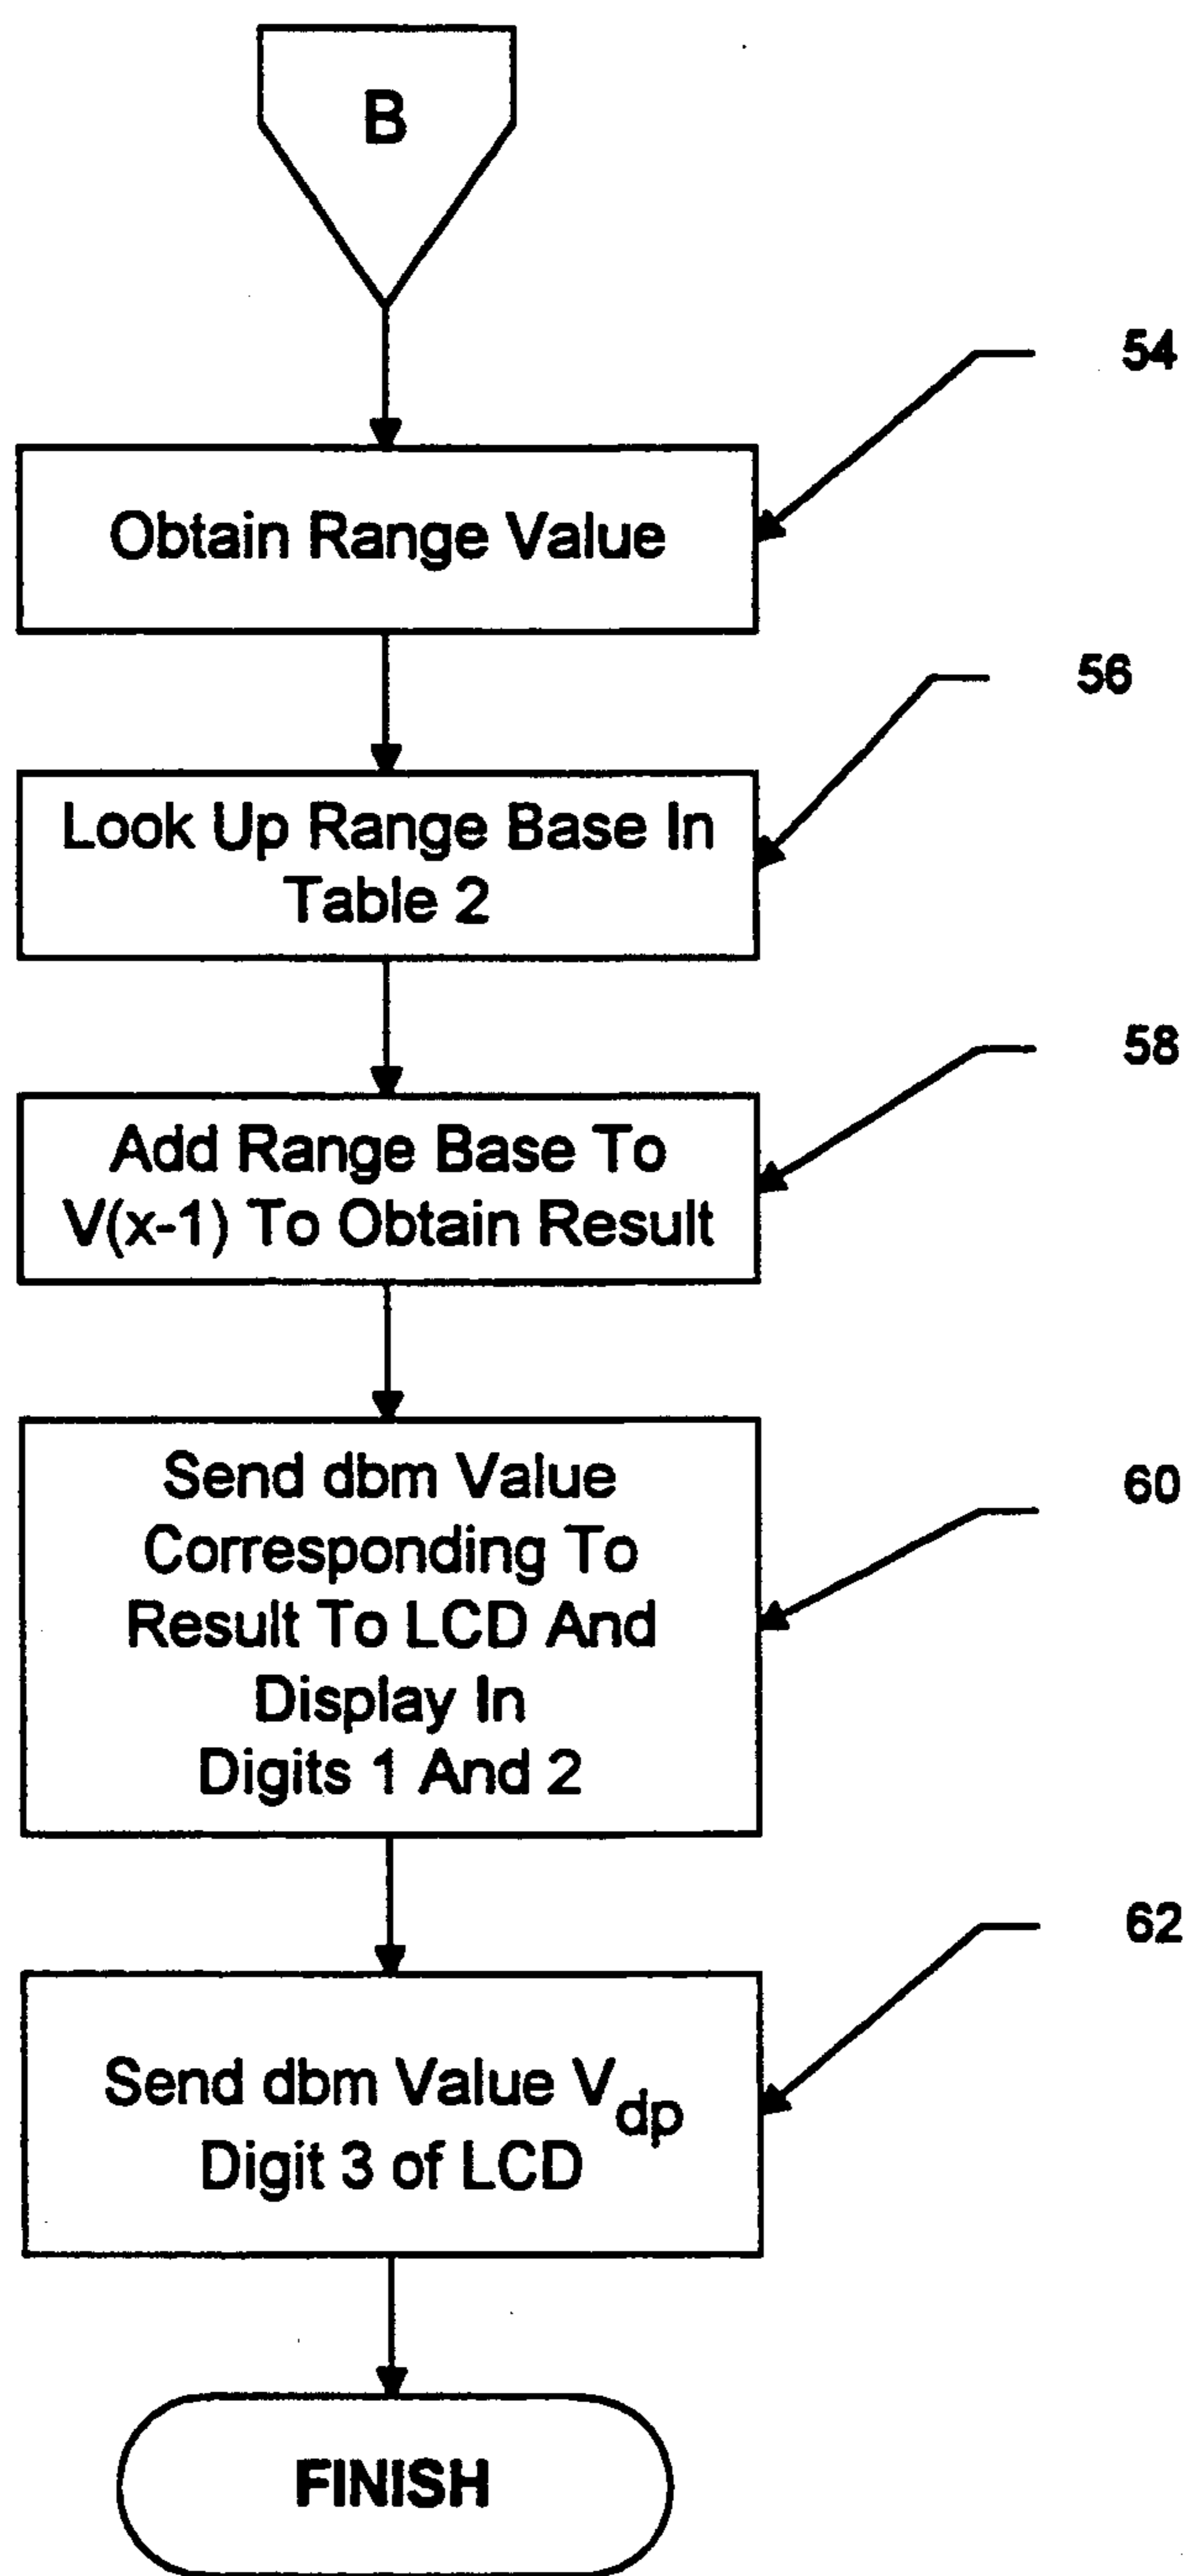 B
54
Obtain Range Value
56
Look Up Range Base In
Table 2
58
Add Range Base To
V(x-1) To Obtain Result
60
Send dbm Value
Corresponding To
Result To LCD And
Display In
Digits 1 And 2
62
Send dbm Value Vdp
Digit 3 of LCD
FINISH